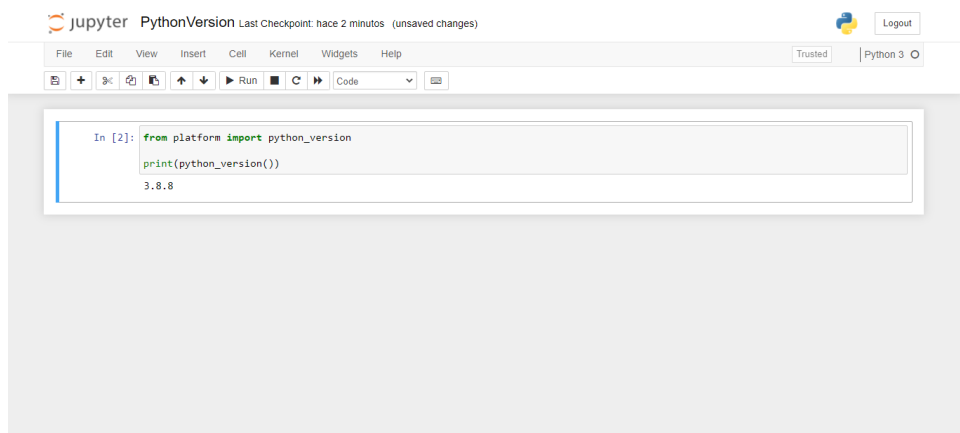 jupyter PythonVersion Last Checkpoint: hace 2 minutos (unsaved changes) Logout
File Edit View Insert Cell Kernel Widgets Help Trusted Python 3
Run Code
In [2]: from platform import python_version
print(python_version())
3.8.8